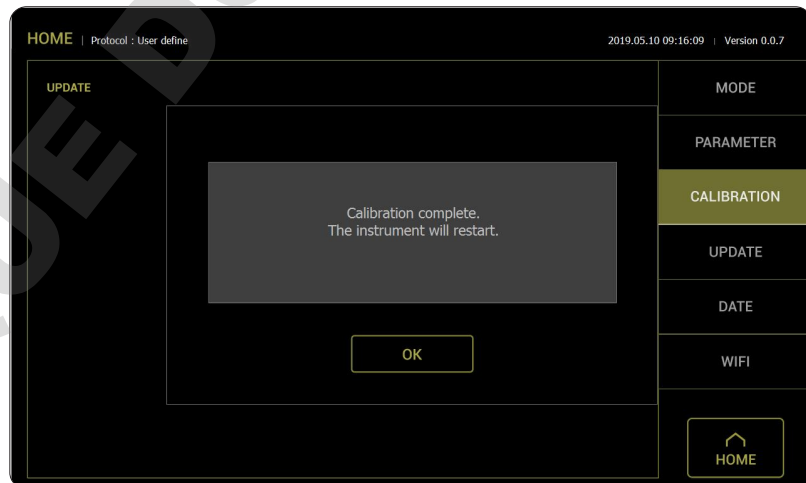 HOME | Protocol : User define
2019.05.10 09:16:09 | Version 0.0.7
UPDATE
Calibration complete.
The instrument will restart.
OK
MODE
PARAMETER
CALIBRATION
UPDATE
DATE
WIFI
HOME